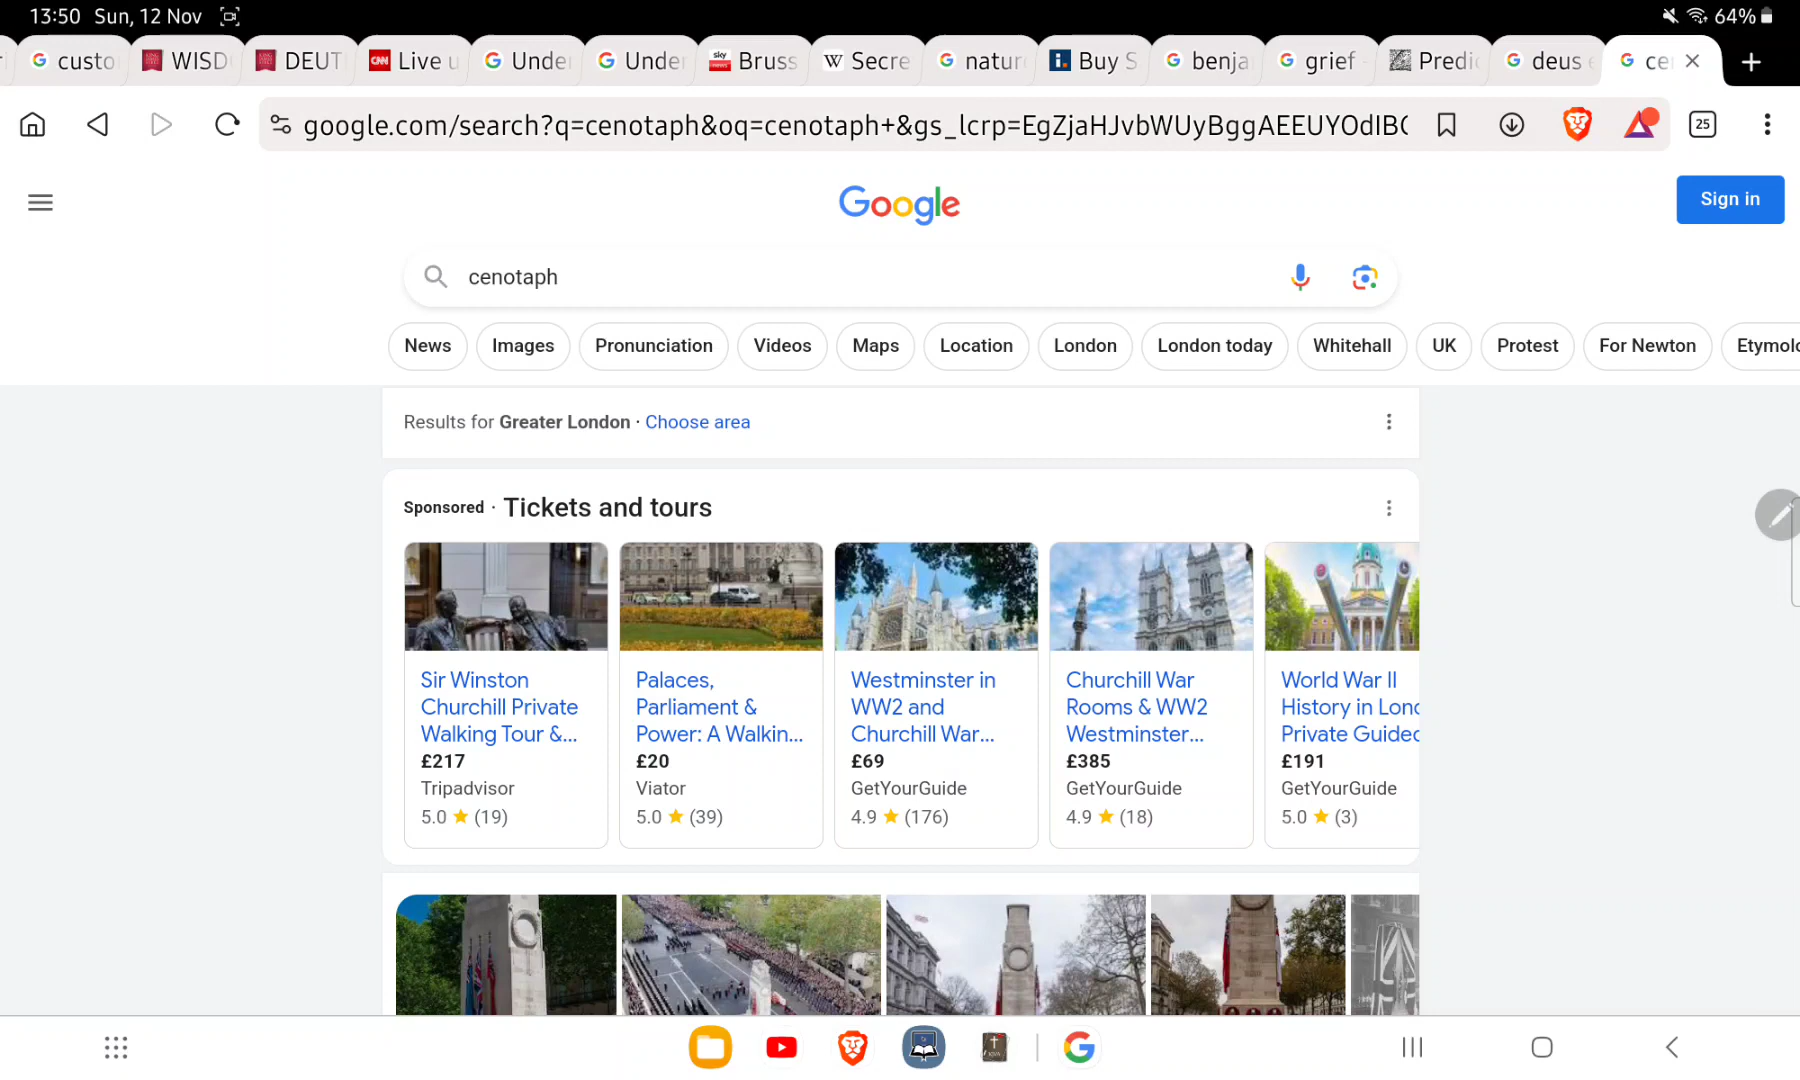 13:50 Sun, 12 Nov 64%
custo WISD DEUT CNN Live u Unde Unde sky news Bruss W Secre natur i. Buy S benja grief Predic deus e ce
google.com/search?q=cenotaph&oq=cenotaph+&gs_lcrp=EgZjaHJvbWUyBggAEEUYOdIBC 25
Google
Sign in
cenotaph
News Images Pronunciation Videos Maps Location London London today Whitehall UK Protest For Newton Etymolo
Results for Greater London · Choose area
Sponsored · Tickets and tours
Sir Winston
Churchill Private
Walking Tour &...
£217
Tripadvisor
5.0 ★ (19)
Palaces,
Parliament &
Power: A Walkin...
£20
Viator
5.0 ★ (39)
Westminster in
WW2 and
Churchill War...
£69
GetYourGuide
4.9 ★ (176)
Churchill War
Rooms & WW2
Westminster...
£385
GetYourGuide
4.9 ★ (18)
World War II
History in Lond
Private Guided
£191
GetYourGuide
5.0 ★ (3)